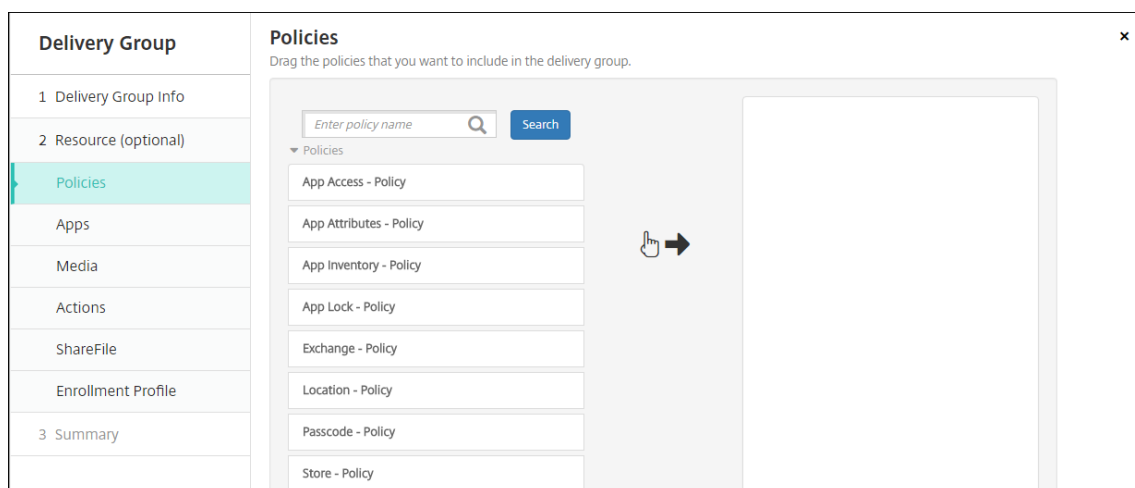 Delivery Group
1 Delivery Group Info
2 Resource (optional)
Policies
Apps
Media
Actions
ShareFile
Enrollment Profile
3 Summary
Policies
Drag the policies that you want to include in the delivery group.
Enter policy name
Search
Policies
App Access - Policy
App Attributes - Policy
App Inventory - Policy
App Lock - Policy
Exchange - Policy
Location - Policy
Passcode - Policy
Store - Policy